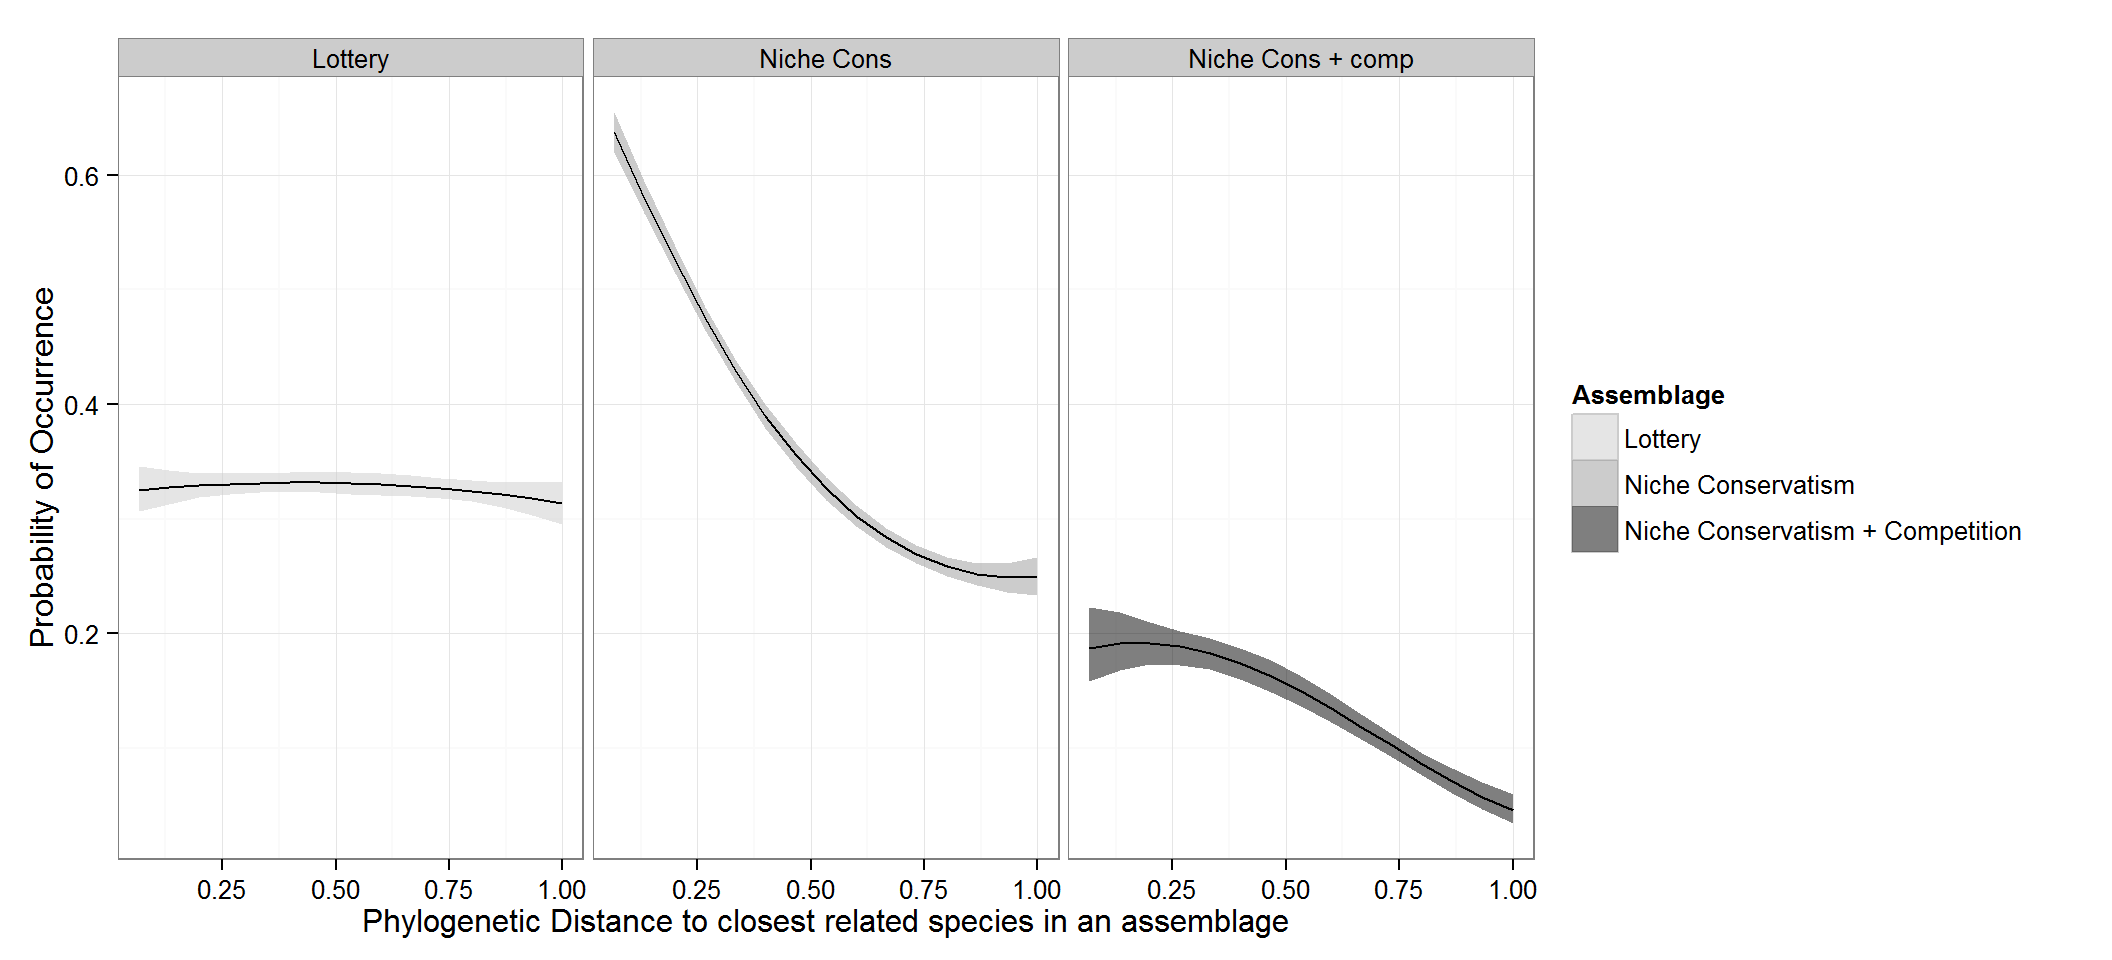 Lottery
Niche Cons
Niche Cons + comp
Probability of Occurrence
0.6
0.4
0.2
0.25 0.50 0.75 1.00
0.25 0.50 0.75 1.00
0.25 0.50 0.75 1.00
Phylogenetic Distance to closest related species in an assemblage
Assemblage
Lottery
Niche Conservatism
Niche Conservatism + Competition